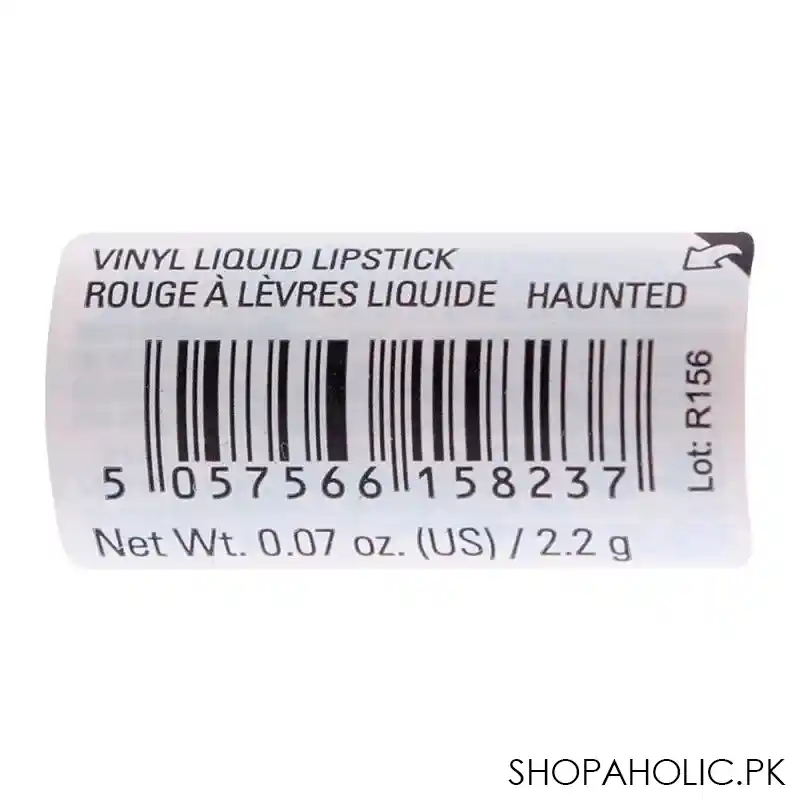 VINYL LIQUID LIPSTICK
ROUGE À LÈVRES LIQUIDE HAUNTED
5 057566 158237
Lot: R156
Net Wt. 0.07 oz. (US) / 2.2 g
SHOPAHOLIC.PK